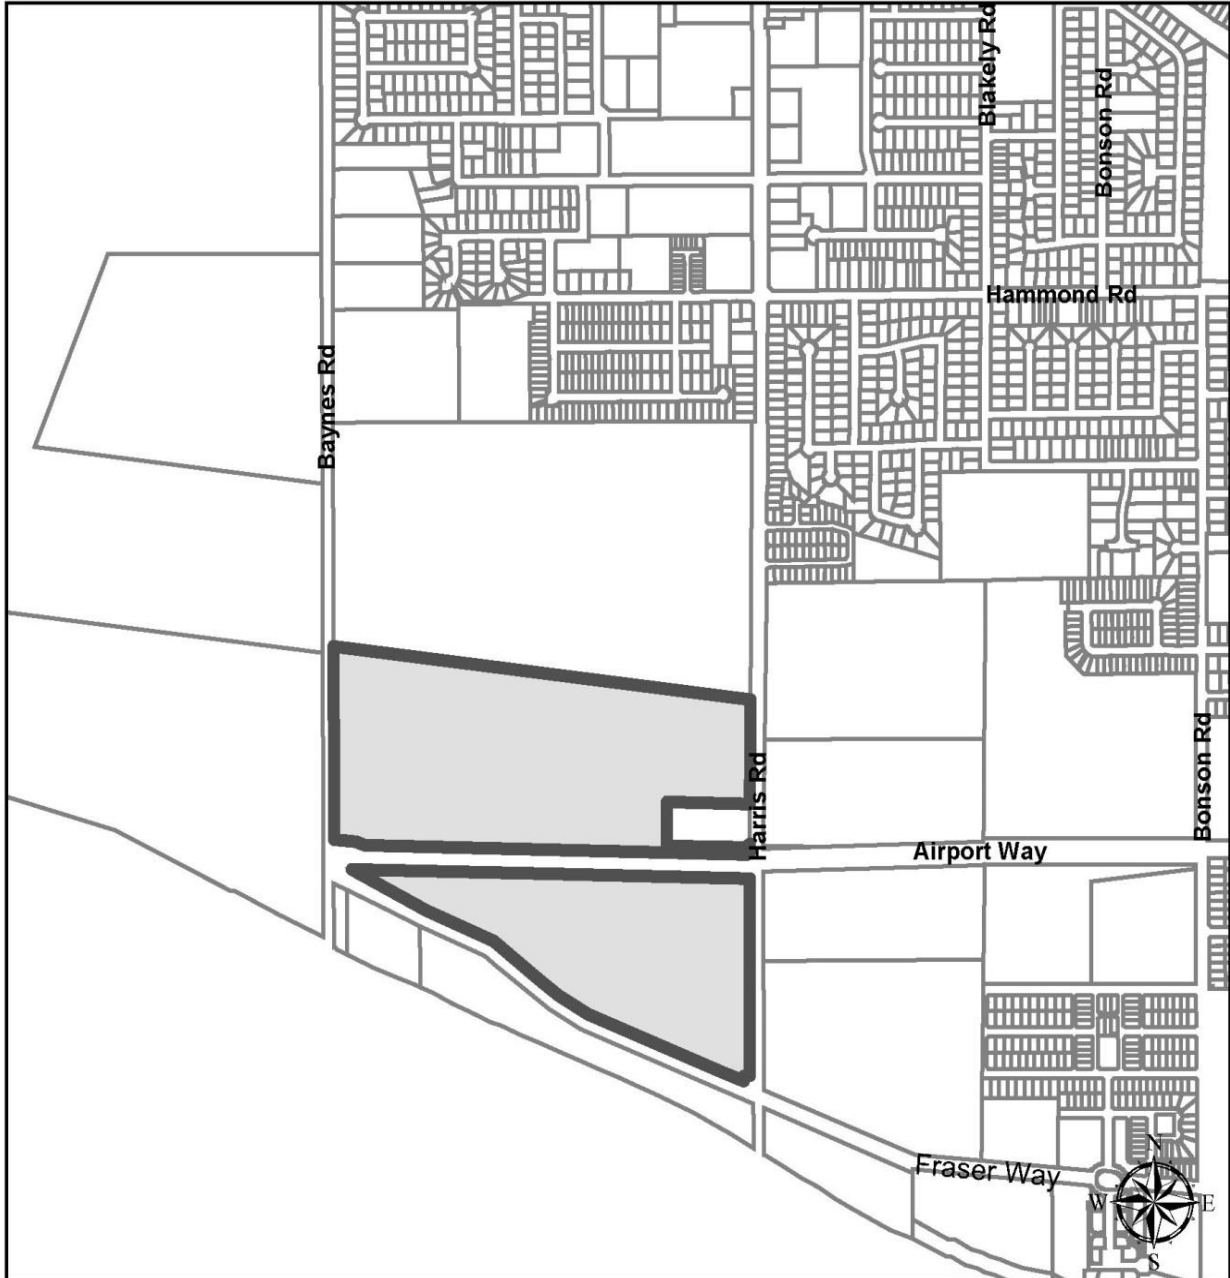 Blakely Rd
Bonson Rd
Hammond Rd
Baynes Rd
Harris Rd
Bonson Rd
Airport Way
Fraser Way
N
W
E
S